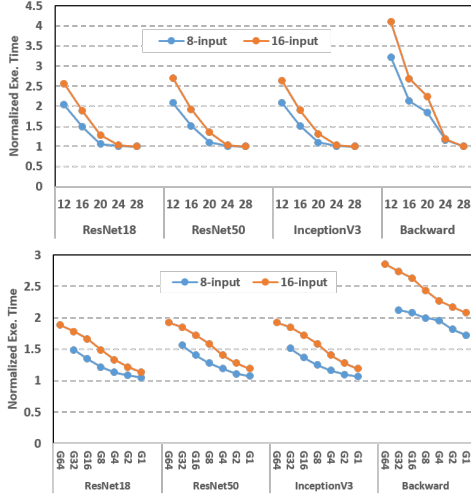 4.5
4
3.5
3
2.5
2
1.5
1
0.5
0
Normalized Exe. Time
8-input 16-input
12 16 20 24 28 12 16 20 24 28 12 16 20 24 28 12 16 20 24 28
ResNet18 ResNet50 InceptionV3 Backward
3
2.5
2
1.5
1
0.5
0
Normalized Exe. Time
8-input 16-input
G64 G32 G16 G8 G4 G2 G1 G64 G32 G16 G8 G4 G2 G1 G64 G32 G16 G8 G4 G2 G1 G64 G32 G16 G8 G4 G2 G1
ResNet18 ResNet50 InceptionV3 Backward